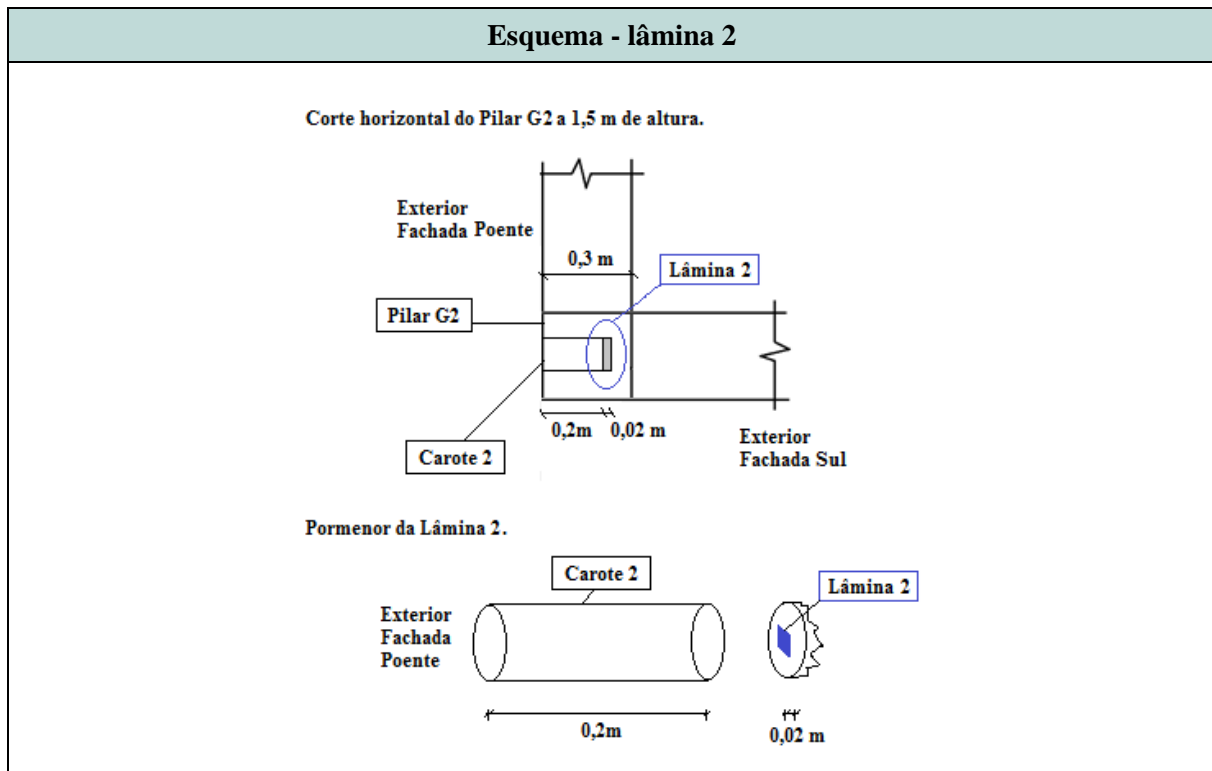 Esquema - lâmina 2
Corte horizontal do Pilar G2 a 1,5 m de altura.
Exterior
Fachada Poente
0,3 m
Lâmina 2
Pilar G2
0,2m
0,02 m
Carote 2
Exterior
Fachada Sul
Pormenor da Lâmina 2.
Carote 2
Lâmina 2
Exterior
Fachada
Poente
0,2m
0,02 m